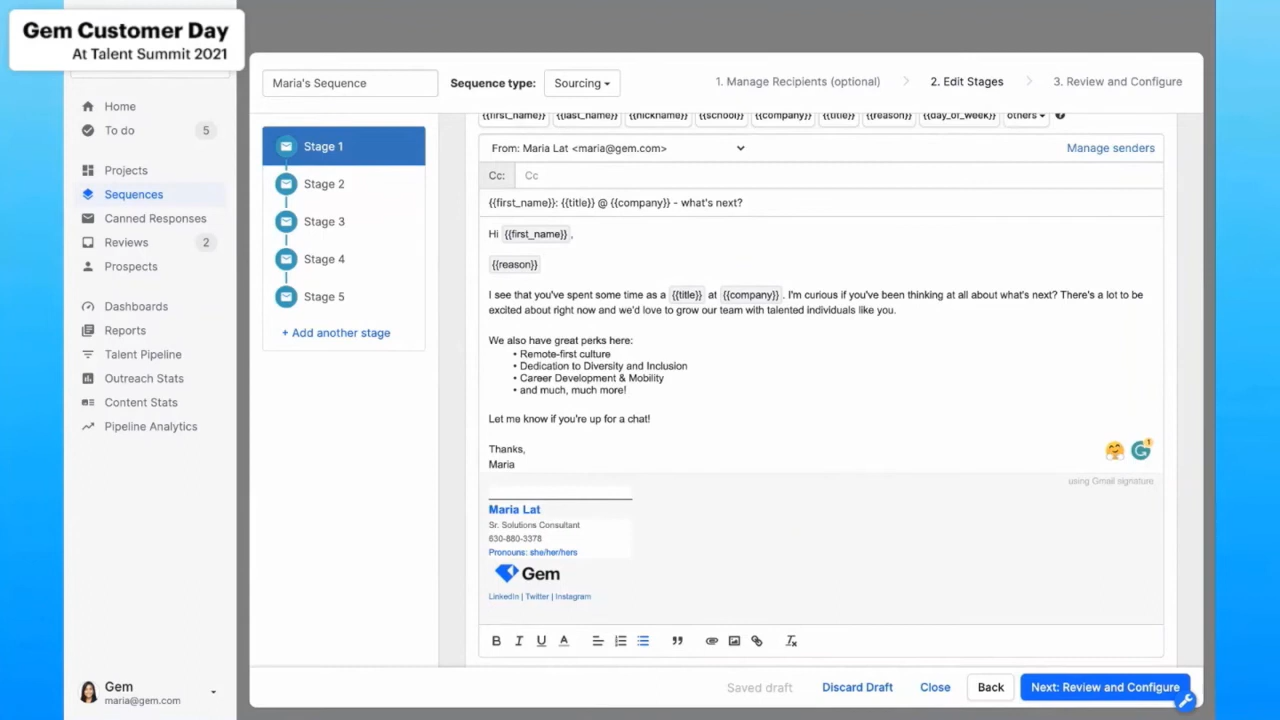 Gem Customer Day
At Talent Summit 2021
Home
To do 5
Projects
Sequences
Canned Responses
Reviews 2
Prospects
Dashboards
Reports
Talent Pipeline
Outreach Stats
Content Stats
Pipeline Analytics
Gem
maria@gem.com
Maria's Sequence Sequence type: Sourcing 1. Manage Recipients (optional) 2. Edit Stages 3. Review and Configure
Stage 1
Stage 2
Stage 3
Stage 4
Stage 5
+ Add another stage
{{first_name}} {{last_name}} {{nickname}} {{school}} {{company}} {{title}} {{reason}} {{day_of_week}} others
From: Maria Lat <maria@gem.com> Manage senders
Cc: Cc
{{first_name}}: {{title}} @ {{company}} - what's next?
Hi {{first_name}},
{{reason}}
I see that you've spent some time as a {{title}} at {{company}}. I'm curious if you've been thinking at all about what's next? There's a lot to be
excited about right now and we'd love to grow our team with talented individuals like you.
We also have great perks here:
• Remote-first culture
• Dedication to Diversity and Inclusion
• Career Development & Mobility
• and much, much more!
Let me know if you're up for a chat!
Thanks,
Maria
1
using Gmail signature
Maria Lat
Sr. Solutions Consultant
630-880-3378
Pronouns: she/her/hers
Gem
LinkedIn | Twitter | Instagram
B I U A
Saved draft Discard Draft Close Back Next: Review and Configure